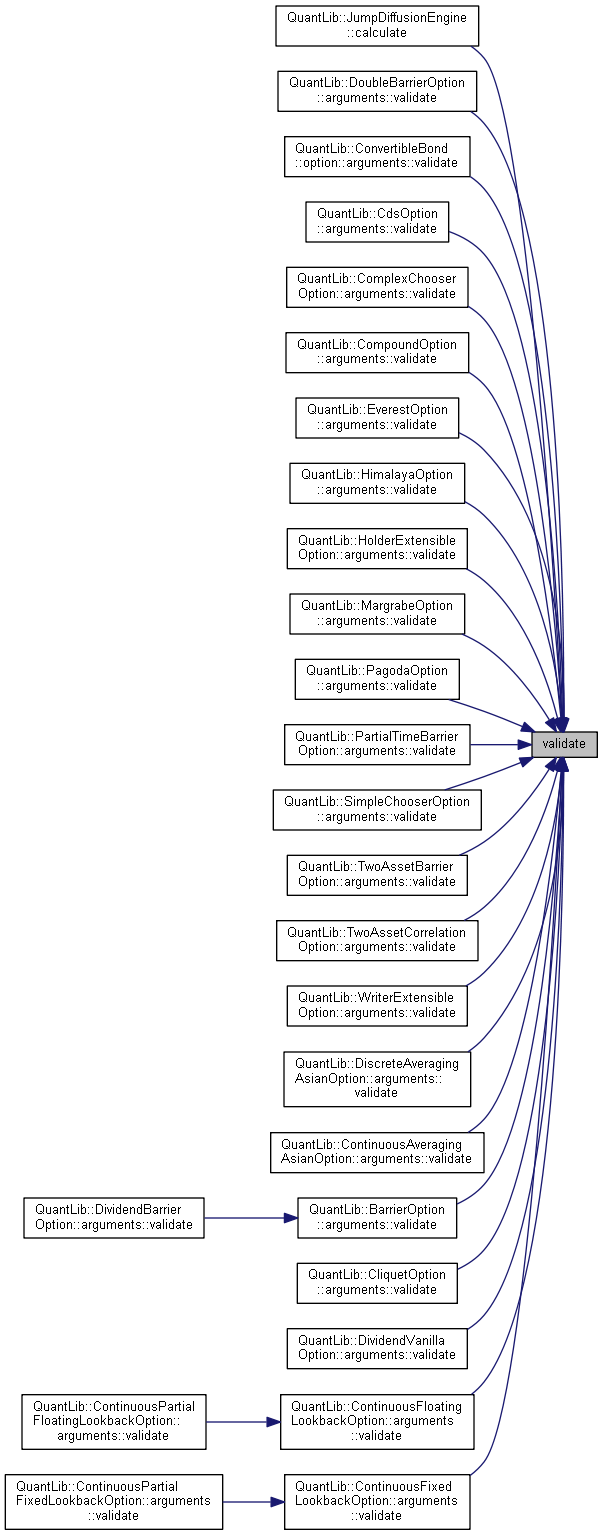 QuantLib::JumpDiffusionEngine
::calculate
QuantLib::DoubleBarrierOption
::arguments::validate
QuantLib::ConvertibleBond
::option::arguments::validate
QuantLib::CdsOption
::arguments::validate
QuantLib::ComplexChooser
Option::arguments::validate
QuantLib::CompoundOption
::arguments::validate
QuantLib::EverestOption
::arguments::validate
QuantLib::HimalayaOption
::arguments::validate
QuantLib::HolderExtensible
Option::arguments::validate
QuantLib::MargrabeOption
::arguments::validate
QuantLib::PagodaOption
::arguments::validate
QuantLib::PartialTimeBarrier
Option::arguments::validate
validate
QuantLib::SimpleChooserOption
::arguments::validate
QuantLib::TwoAssetBarrier
Option::arguments::validate
QuantLib::TwoAssetCorrelation
Option::arguments::validate
QuantLib::WriterExtensible
Option::arguments::validate
QuantLib::DiscreteAveraging
AsianOption::arguments::
validate
QuantLib::ContinuousAveraging
AsianOption::arguments::validate
QuantLib::DividendBarrier
Option::arguments::validate
QuantLib::BarrierOption
::arguments::validate
QuantLib::CliquetOption
::arguments::validate
QuantLib::DividendVanilla
Option::arguments::validate
QuantLib::ContinuousPartial
FloatingLookbackOption::
arguments::validate
QuantLib::ContinuousFloating
LookbackOption::arguments
::validate
QuantLib::ContinuousPartial
FixedLookbackOption::arguments
::validate
QuantLib::ContinuousFixed
LookbackOption::arguments
::validate